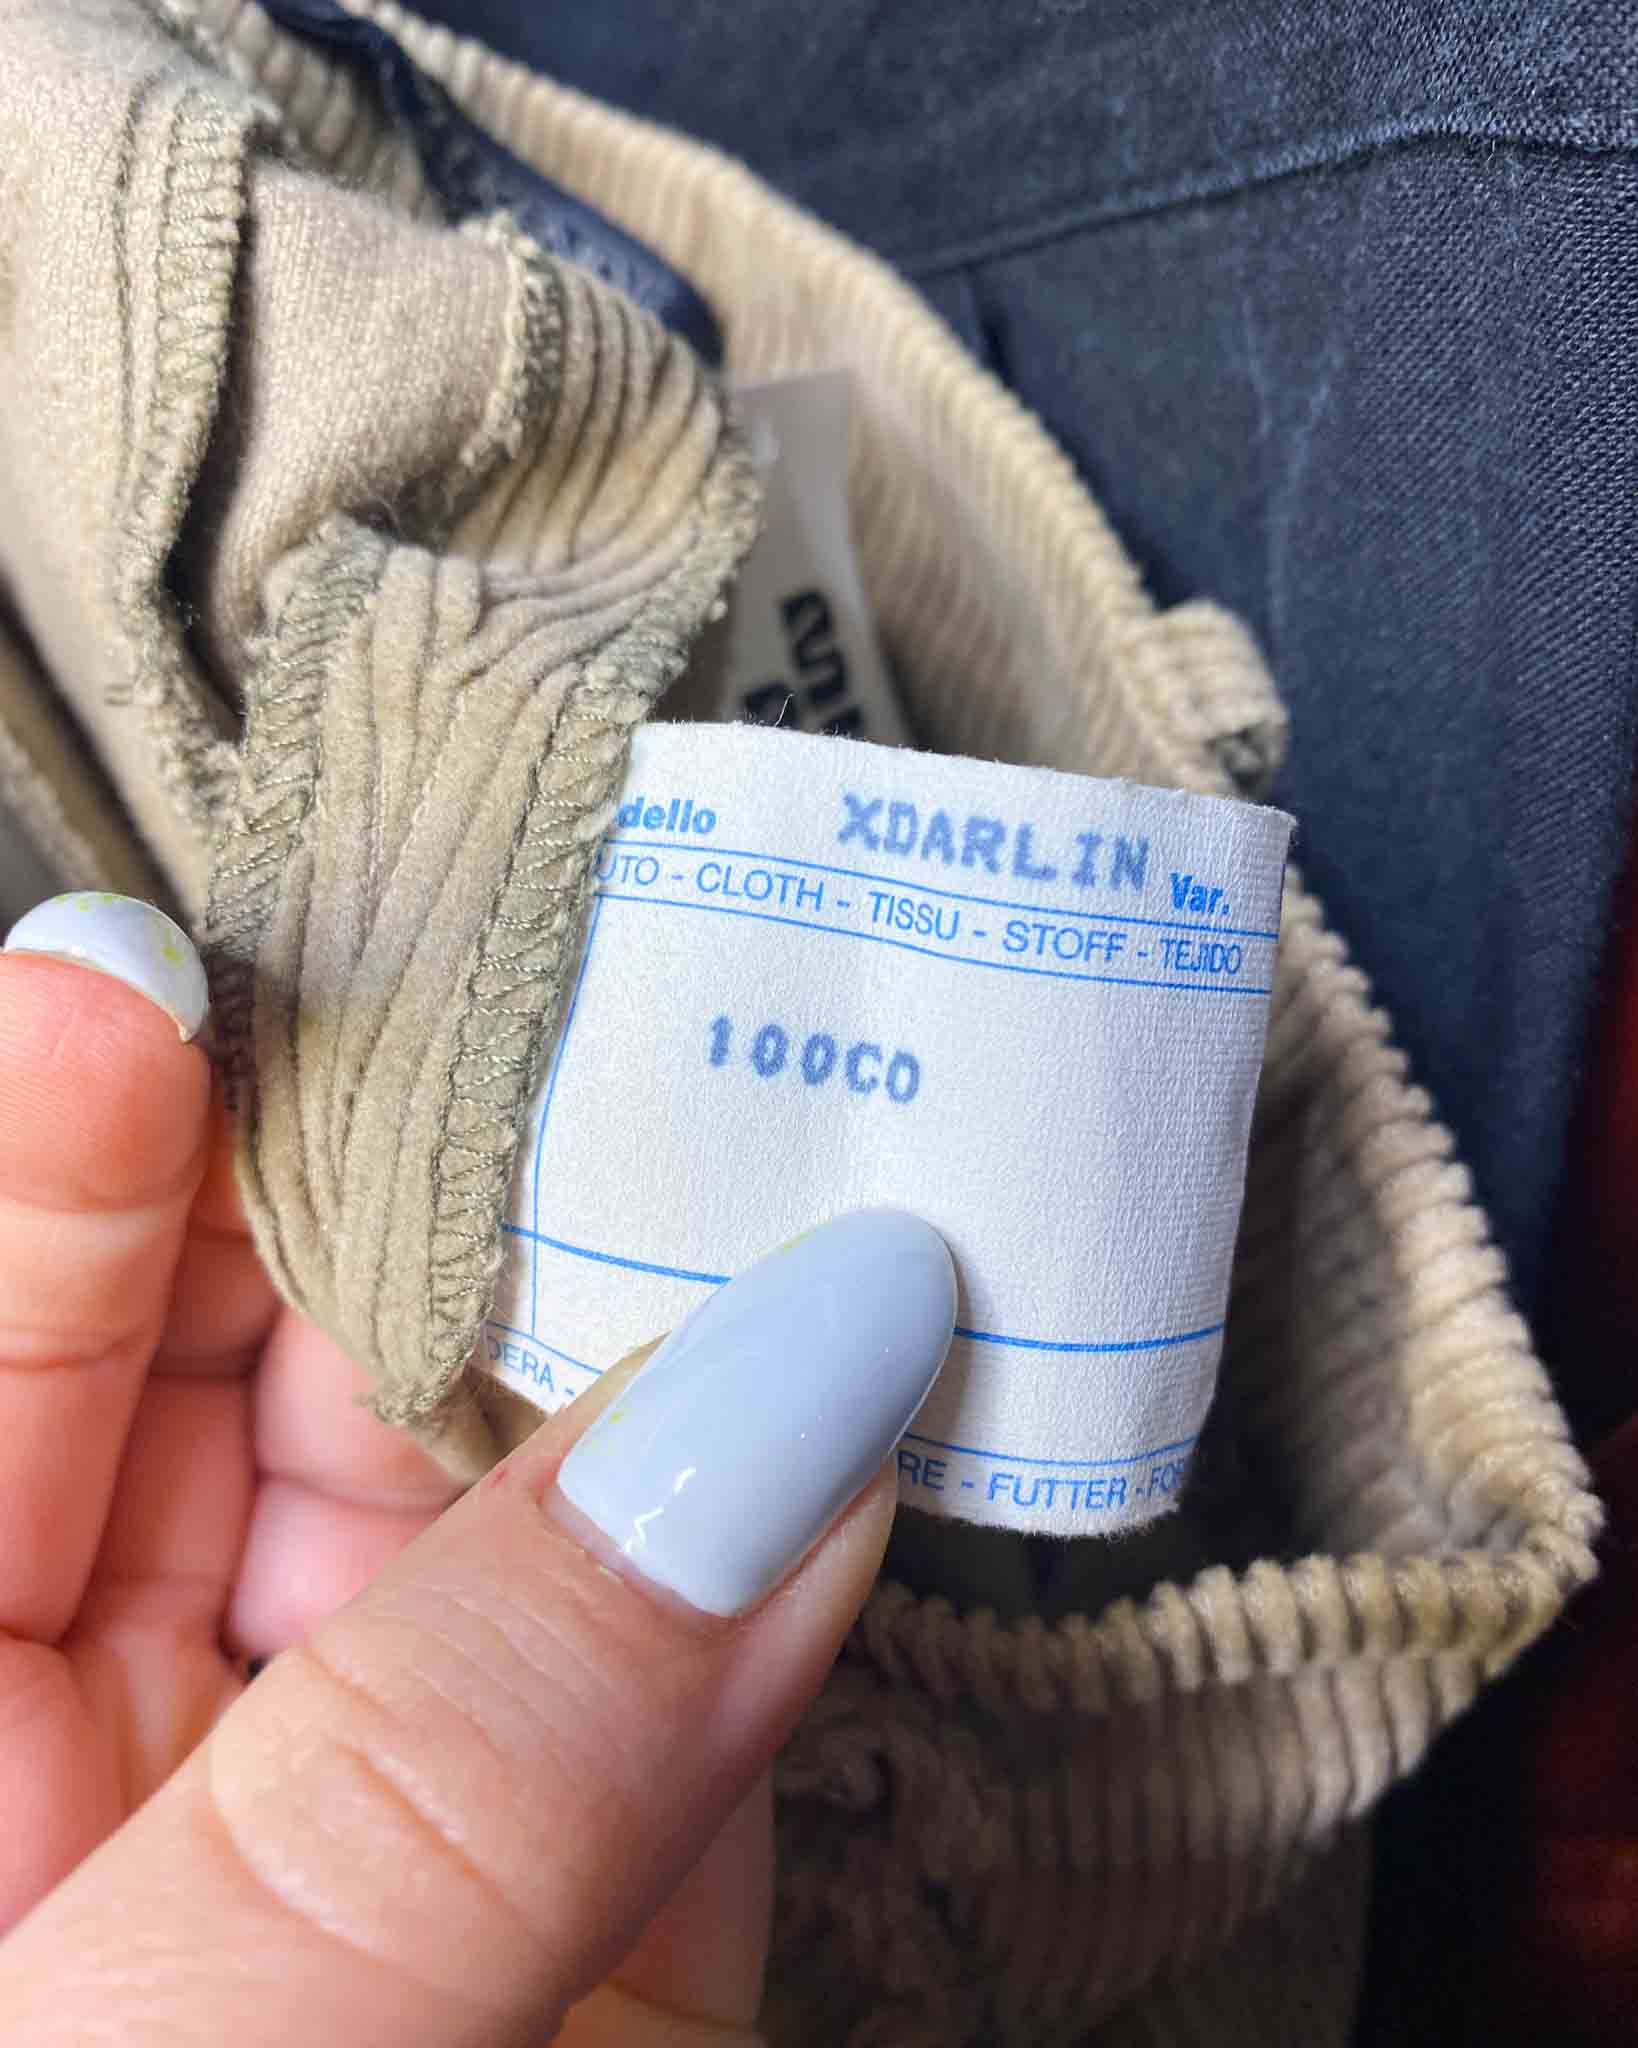 dello XDARLIN Var.
UTO - CLOTH - TISSU - STOFF - TEJIDO
100CO
DERA -
RE - FUTTER - FO